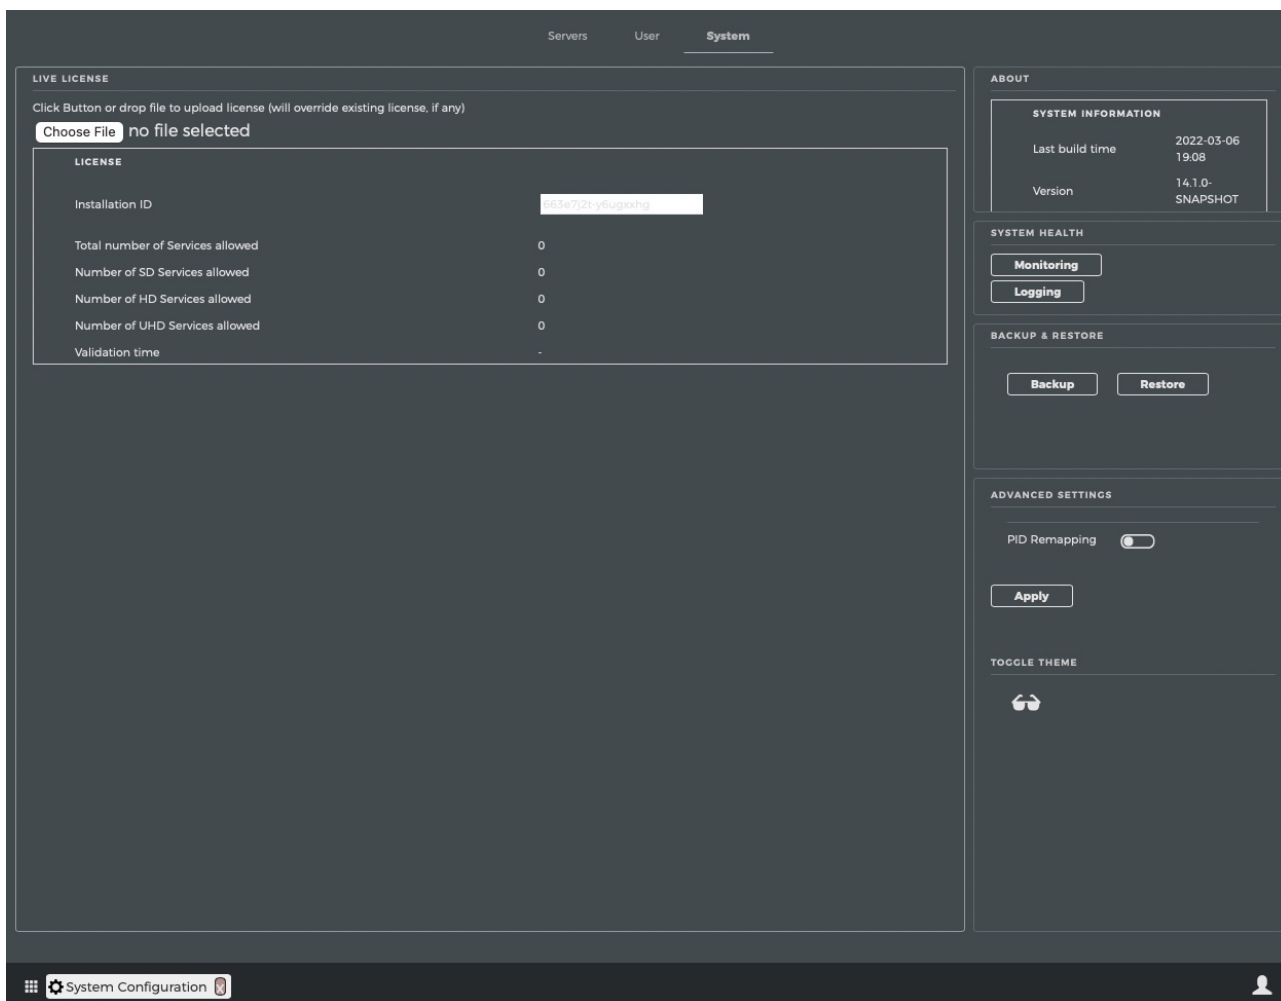 Servers User System
LIVE LICENSE
Click Button or drop file to upload license (will override existing license, if any)
Choose File no file selected
LICENSE
Installation ID 663e7j2t-y6ugxxhg
Total number of Services allowed 0
Number of SD Services allowed 0
Number of HD Services allowed 0
Number of UHD Services allowed 0
Validation time -
ABOUT
SYSTEM INFORMATION
Last build time 2022-03-06
19:08
Version 14.1.0-
SNAPSHOT
SYSTEM HEALTH
Monitoring
Logging
BACKUP & RESTORE
Backup Restore
ADVANCED SETTINGS
PID Remapping
Apply
TOGGLE THEME
System Configuration